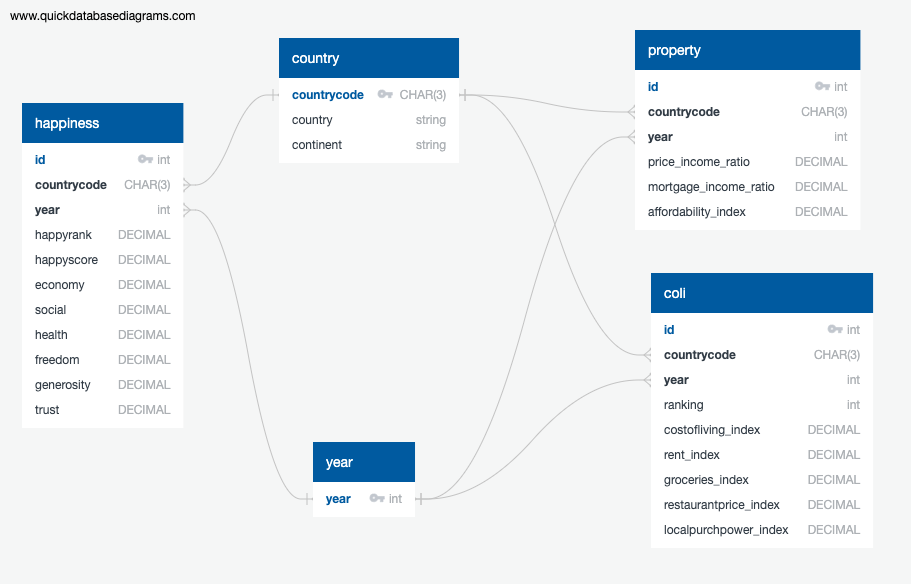 www.quickdatabasediagrams.com
happiness
id int
countrycode CHAR(3)
year int
happyrank DECIMAL
happyscore DECIMAL
economy DECIMAL
social DECIMAL
health DECIMAL
freedom DECIMAL
generosity DECIMAL
trust DECIMAL
country
countrycode CHAR(3)
country string
continent string
year
year int
property
id int
countrycode CHAR(3)
year int
price_income_ratio DECIMAL
mortgage_income_ratio DECIMAL
affordability_index DECIMAL
coli
id int
countrycode CHAR(3)
year int
ranking int
costofliving_index DECIMAL
rent_index DECIMAL
groceries_index DECIMAL
restaurantprice_index DECIMAL
localpurchpower_index DECIMAL